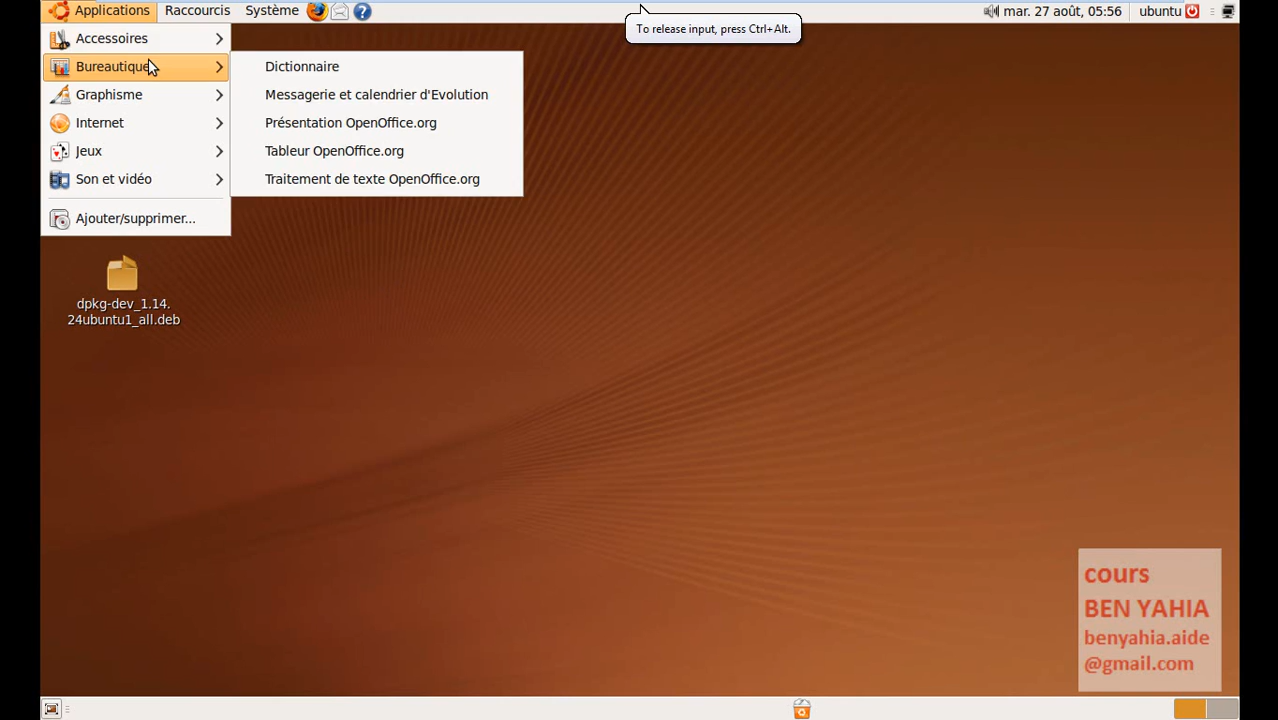 Applications Raccourcis Système mar. 27 août, 05:56 ubuntu
To release input, press Ctrl+Alt.
Accessoires
Bureautique
Graphisme
Internet
Jeux
Son et vidéo
Ajouter/supprimer...
Dictionnaire
Messagerie et calendrier d'Evolution
Présentation OpenOffice.org
Tableur OpenOffice.org
Traitement de texte OpenOffice.org
dpkg-dev_1.14.
24ubuntu1_all.deb
cours
BEN YAHIA
benyahia.aide
@gmail.com